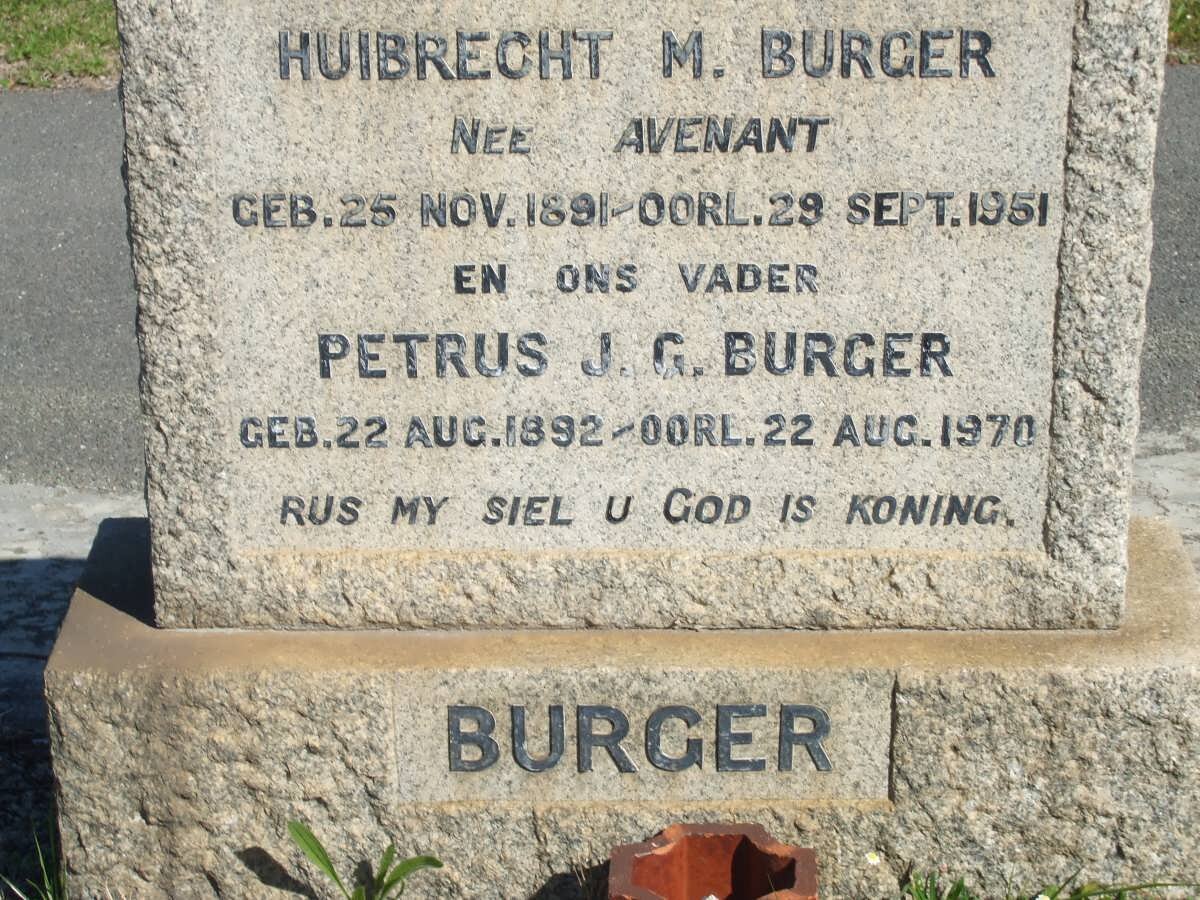 HUIBRECHT M. BURGER
NEE AVENANT
GEB. 25 NOV. 1891 - OORL. 29 SEPT. 1951
EN ONS VADER
PETRUS J. G. BURGER
GEB. 22 AUG. 1892 - OORL. 22 AUG. 1970
RUS MY SIEL U GOD IS KONING.
BURGER